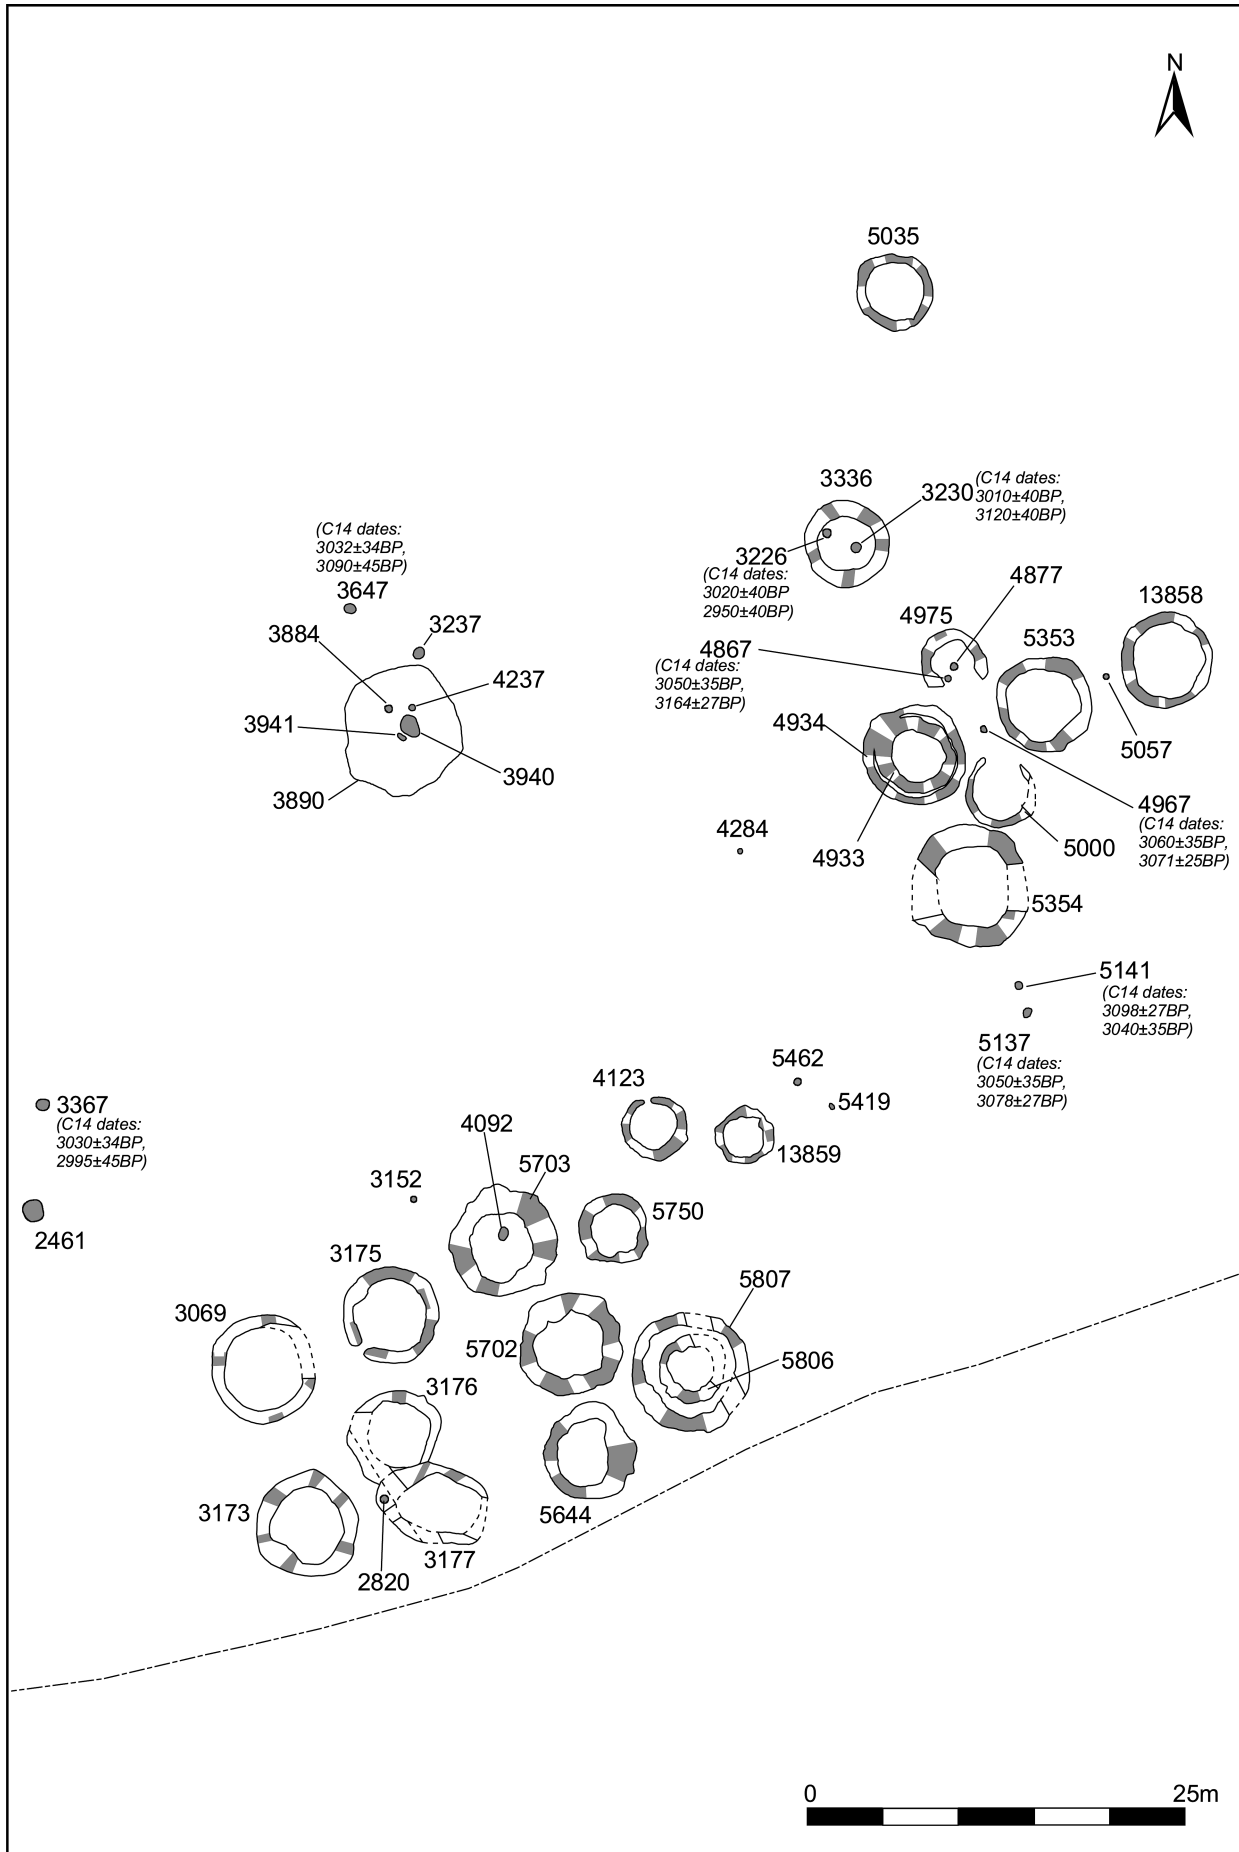 N
5035
3336
3230
(C14 dates:
3010±40BP,
3120±40BP)
(C14 dates:
3032±34BP,
3090±45BP)
3647
3226
(C14 dates:
3020±40BP
2950±40BP)
4877
13858
4975
5353
3884
3237
4867
(C14 dates:
3050±35BP,
3164±27BP)
4237
3941
4934
5057
3940
3890
4967
(C14 dates:
3060±35BP,
3071±25BP)
4284
4933
5000
5354
5141
(C14 dates:
3098±27BP,
3040±35BP)
5137
(C14 dates:
3050±35BP,
3078±27BP)
5462
4123
5419
3367
(C14 dates:
3030±34BP,
2995±45BP)
4092
13859
5703
3152
5750
2461
3175
5807
3069
5702
5806
3176
3173
5644
3177
2820
0
25m